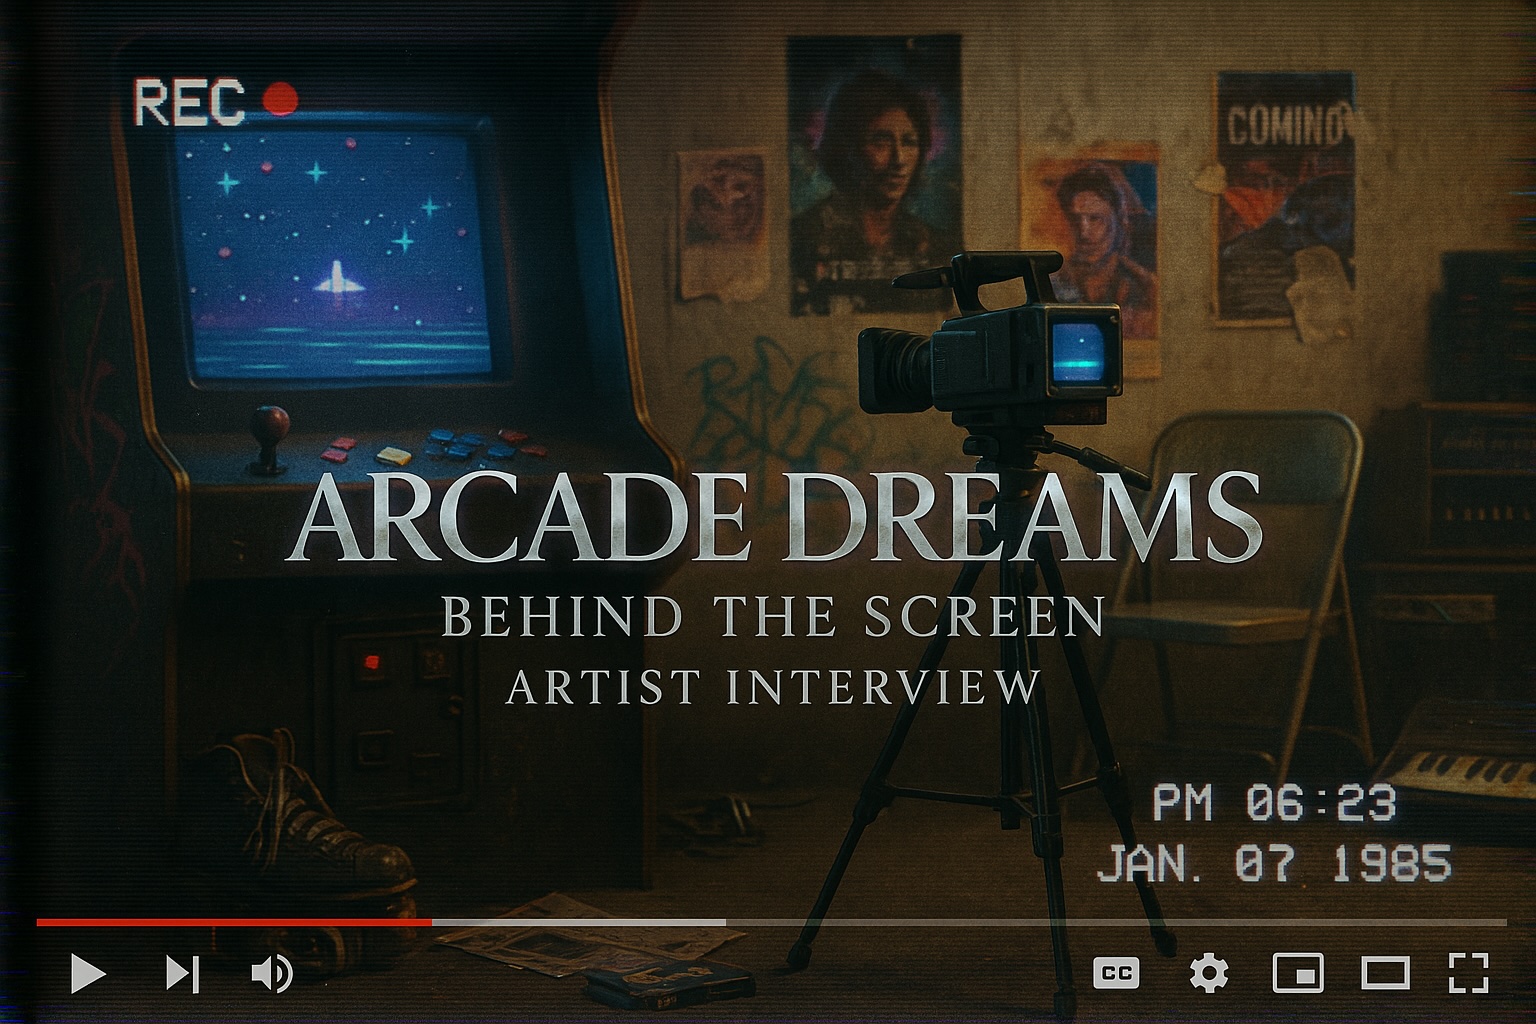 REC
COMING
ARCADE DREAMS
BEHIND THE SCREEN
ARTIST INTERVIEW
PM 06:23
JAN. 07 1985
CC